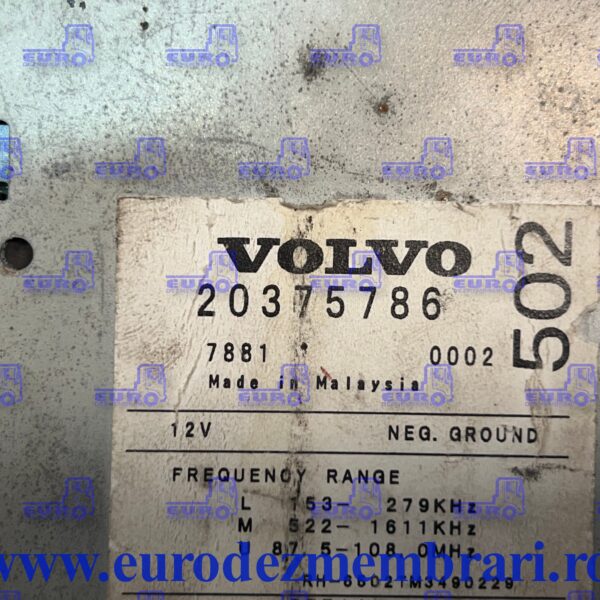 VOLVO
20375786
7881 0002
502
Made in Malaysia
12V NEG. GROUND
FREQUENCY RANGE
L 153- 279KHz
M 522- 1611KHz
U 87.5-108.0MHz
www.eurodezmembrari.ro
EURO